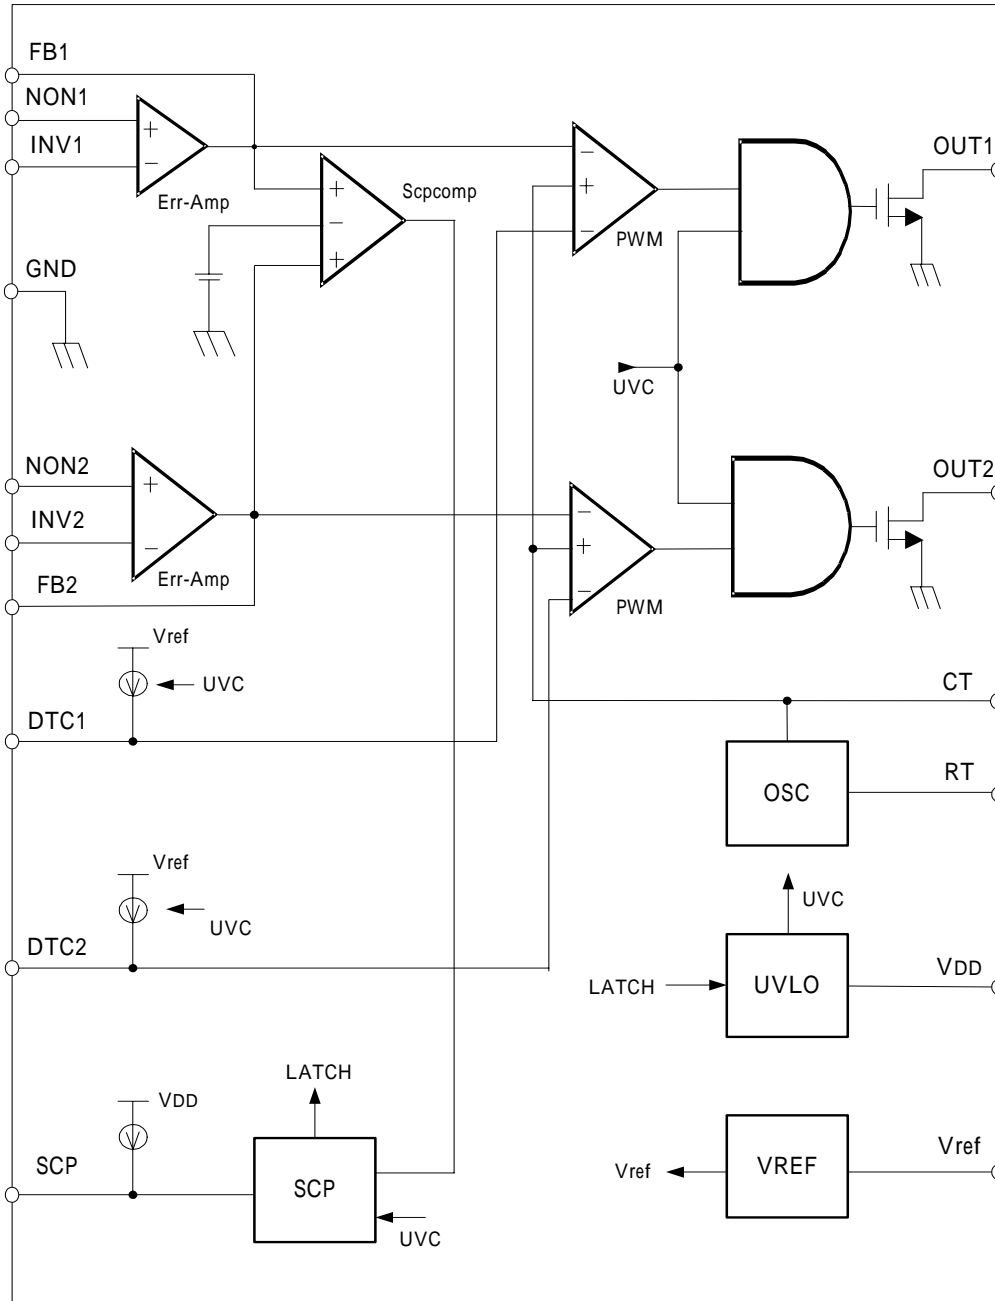 FB1
NON1
INV1
Err-Amp
+
−
GND
Scpcomp
+
−
+
−
+
−
PWM
OUT1
UVC
NON2
INV2
FB2
+
−
Err-Amp
−
+
−
PWM
OUT2
Vref
UVC
DTC1
CT
OSC
RT
Vref
UVC
DTC2
UVC
LATCH
UVLO
VDD
LATCH
VDD
SCP
SCP
UVC
Vref
VREF
Vref